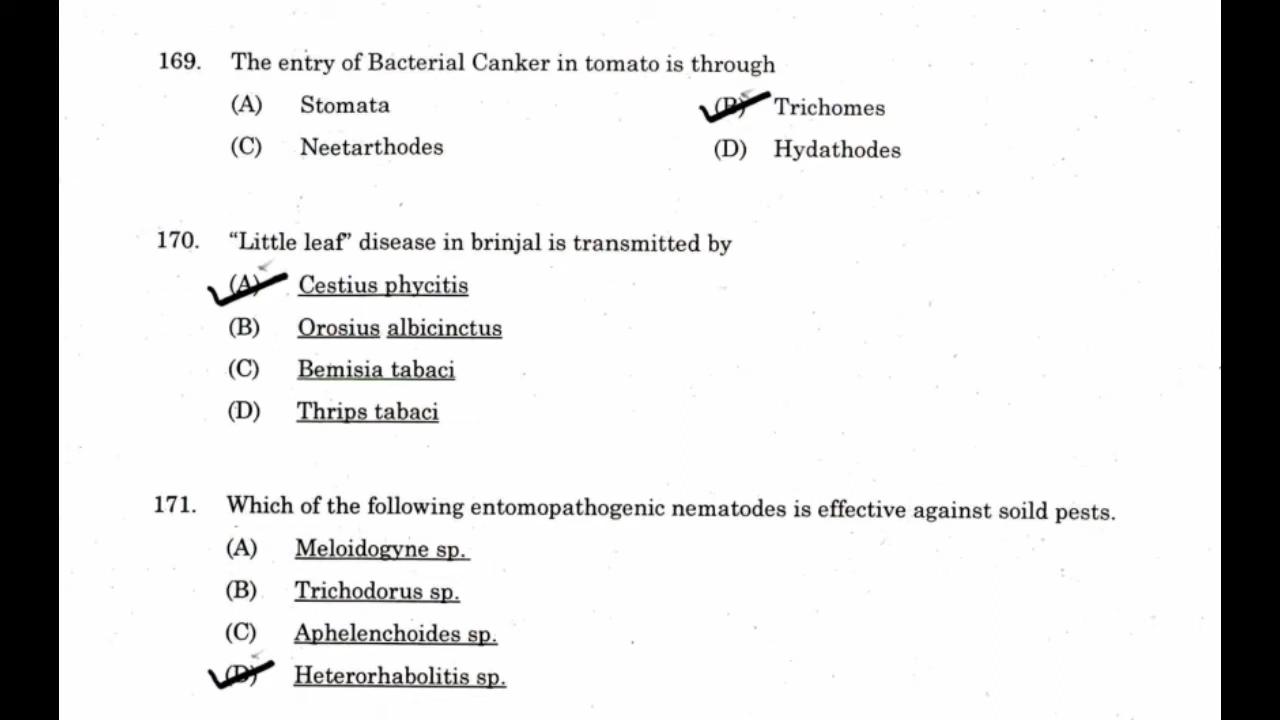 169. The entry of Bacterial Canker in tomato is through
(A) Stomata (B) Trichomes
(C) Neetarthodes (D) Hydathodes
170. “Little leaf” disease in brinjal is transmitted by
(A) Cestius phycitis
(B) Orosius albicinctus
(C) Bemisia tabaci
(D) Thrips tabaci
171. Which of the following entomopathogenic nematodes is effective against soild pests.
(A) Meloidogyne sp.
(B) Trichodorus sp.
(C) Aphelenchoides sp.
(D) Heterorhabolitis sp.